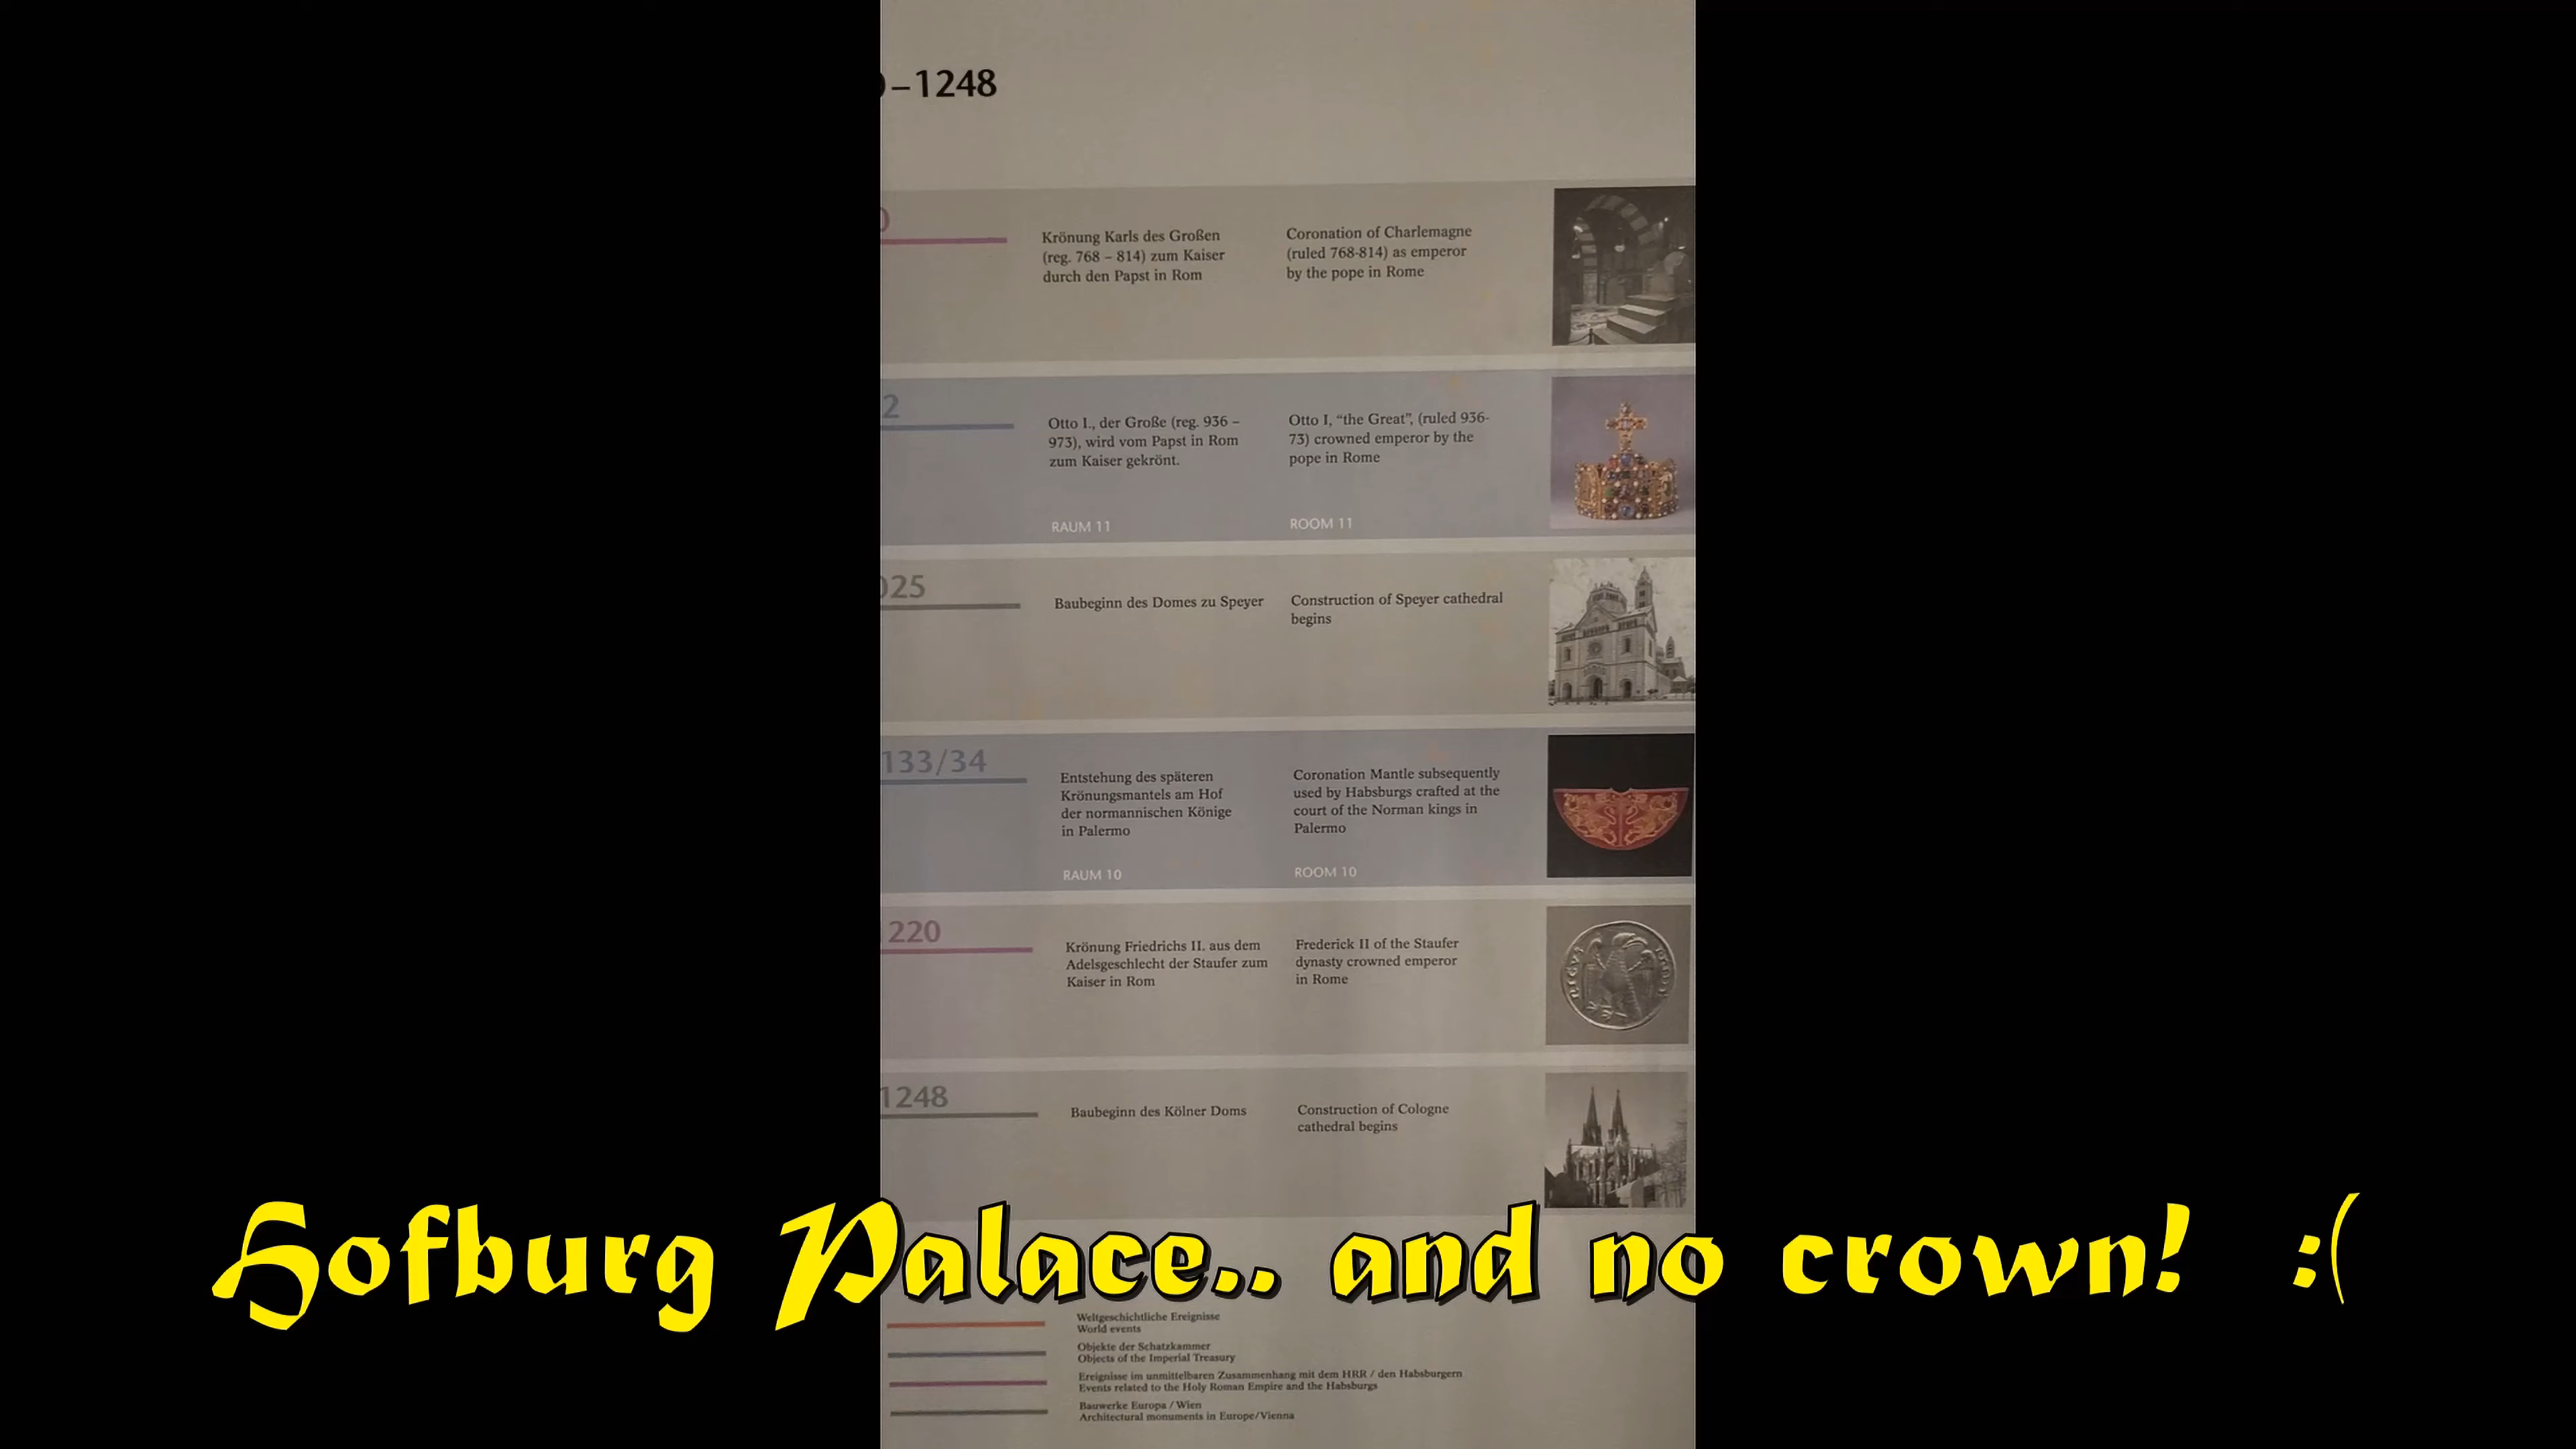 –1248
0
Krönung Karls des Großen
(reg. 768 – 814) zum Kaiser
durch den Papst in Rom
Coronation of Charlemagne
(ruled 768-814) as emperor
by the pope in Rome
2
Otto I., der Große (reg. 936 –
973), wird vom Papst in Rom
zum Kaiser gekrönt.
RAUM 11
Otto I, “the Great”, (ruled 936-
73) crowned emperor by the
pope in Rome
ROOM 11
025
Baubeginn des Domes zu Speyer
Construction of Speyer cathedral
begins
133/34
Entstehung des späteren
Krönungsmantels am Hof
der normannischen Könige
in Palermo
RAUM 10
Coronation Mantle subsequently
used by Habsburgs crafted at the
court of the Norman kings in
Palermo
ROOM 10
220
Krönung Friedrichs II. aus dem
Adelsgeschlecht der Staufer zum
Kaiser in Rom
Frederick II of the Staufer
dynasty crowned emperor
in Rome
1248
Baubeginn des Kölner Doms
Construction of Cologne
cathedral begins
Hofburg Palace.. and no crown! :(
Weltgeschichtliche Ereignisse
World events
Objekte der Schatzkammer
Objects of the Imperial Treasury
Ereignisse im unmittelbaren Zusammenhang mit dem HRR / den Habsburgern
Events related to the Holy Roman Empire and the Habsburgs
Bauwerke Europa / Wien
Architectural monuments in Europe/Vienna